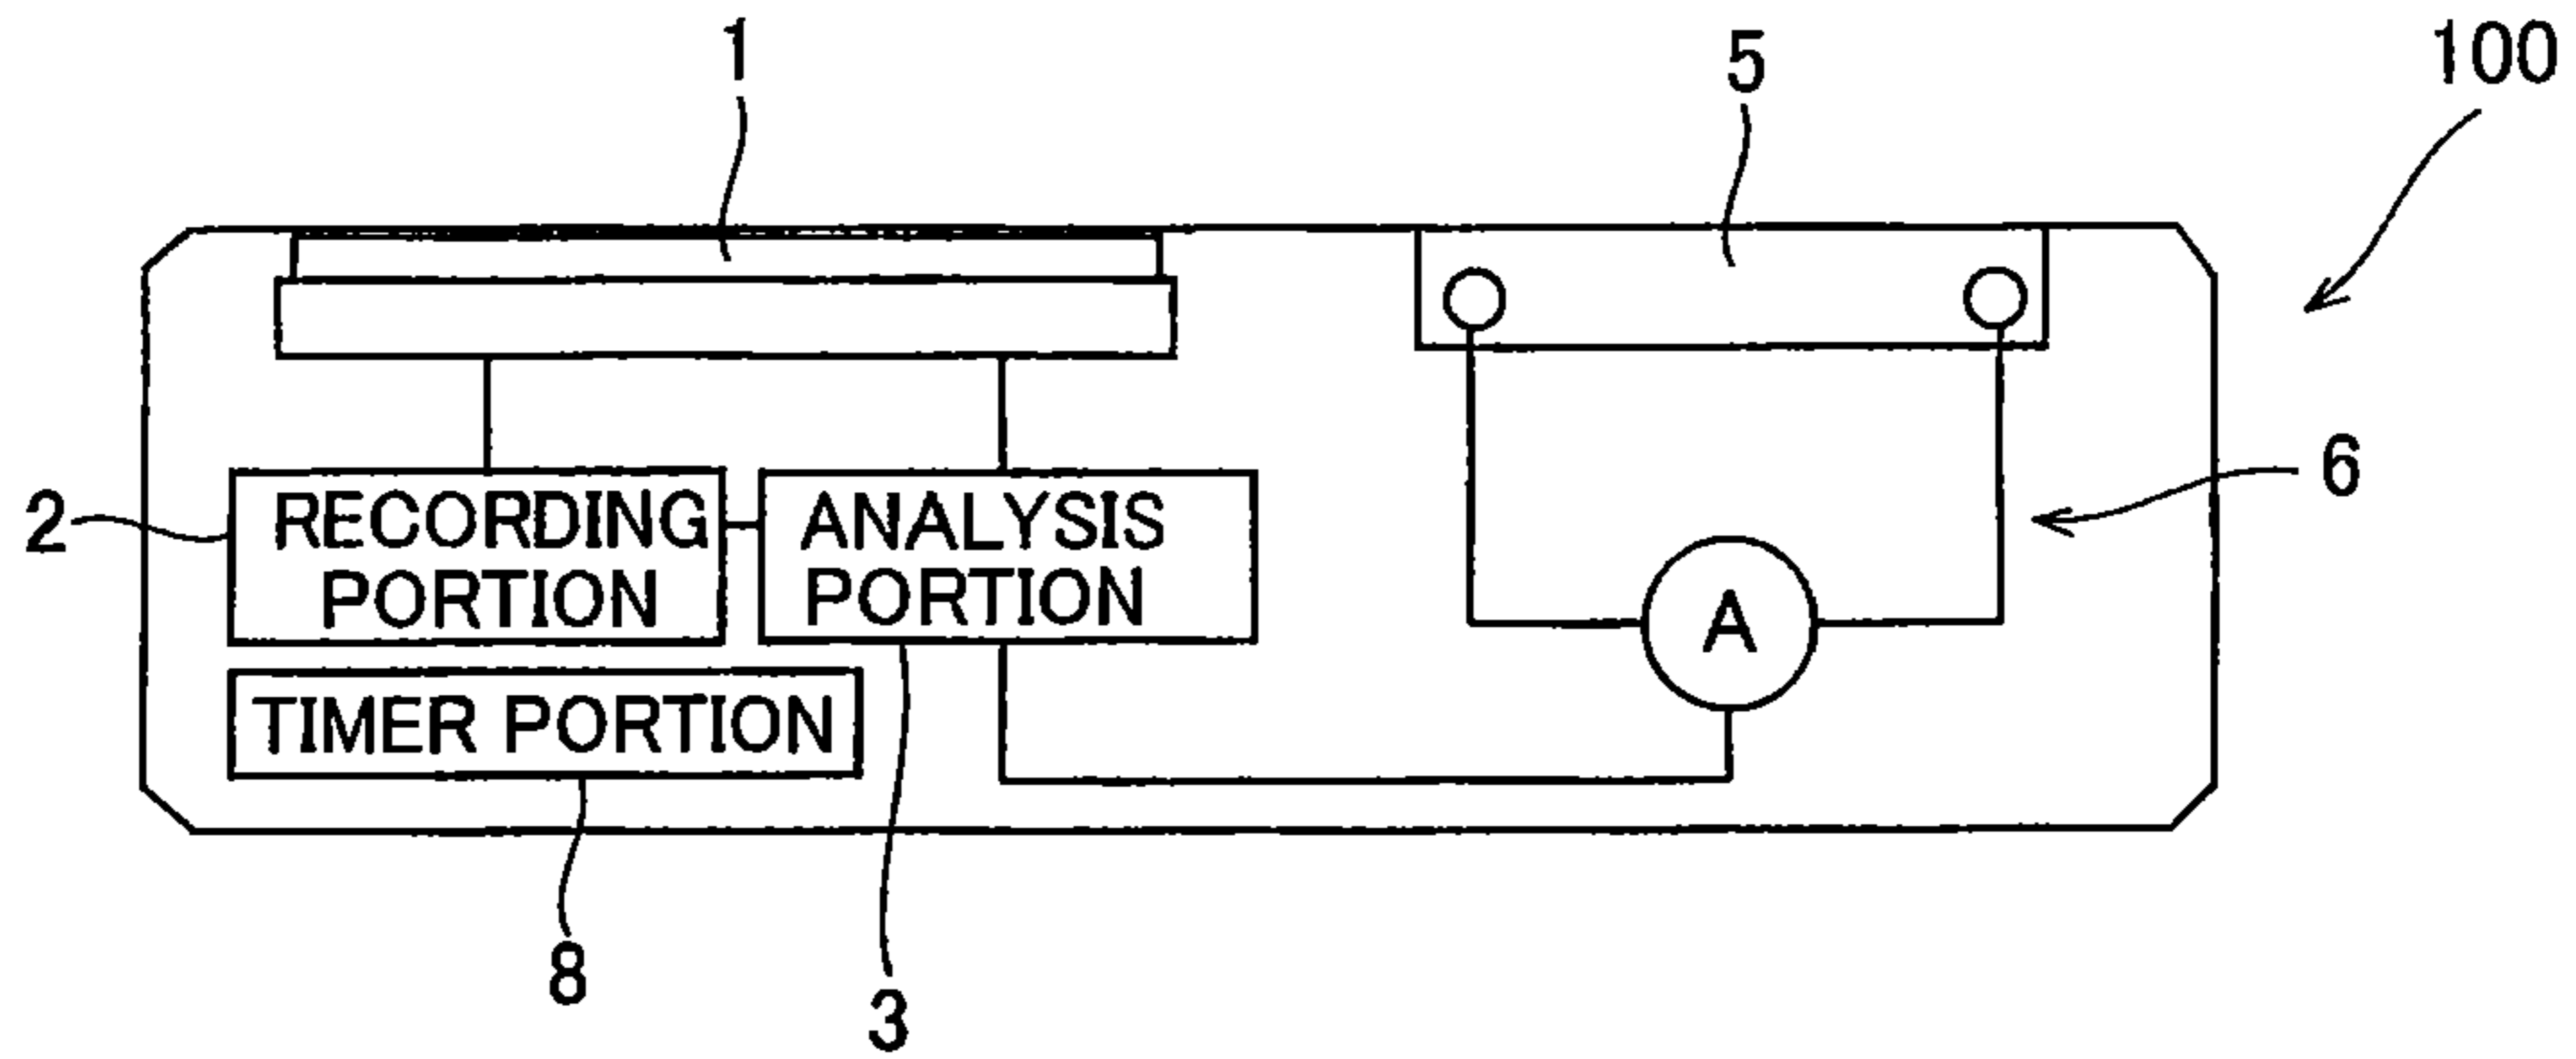 1
5
100
2
RECORDING
PORTION
ANALYSIS
PORTION
6
A
TIMER PORTION
8
3